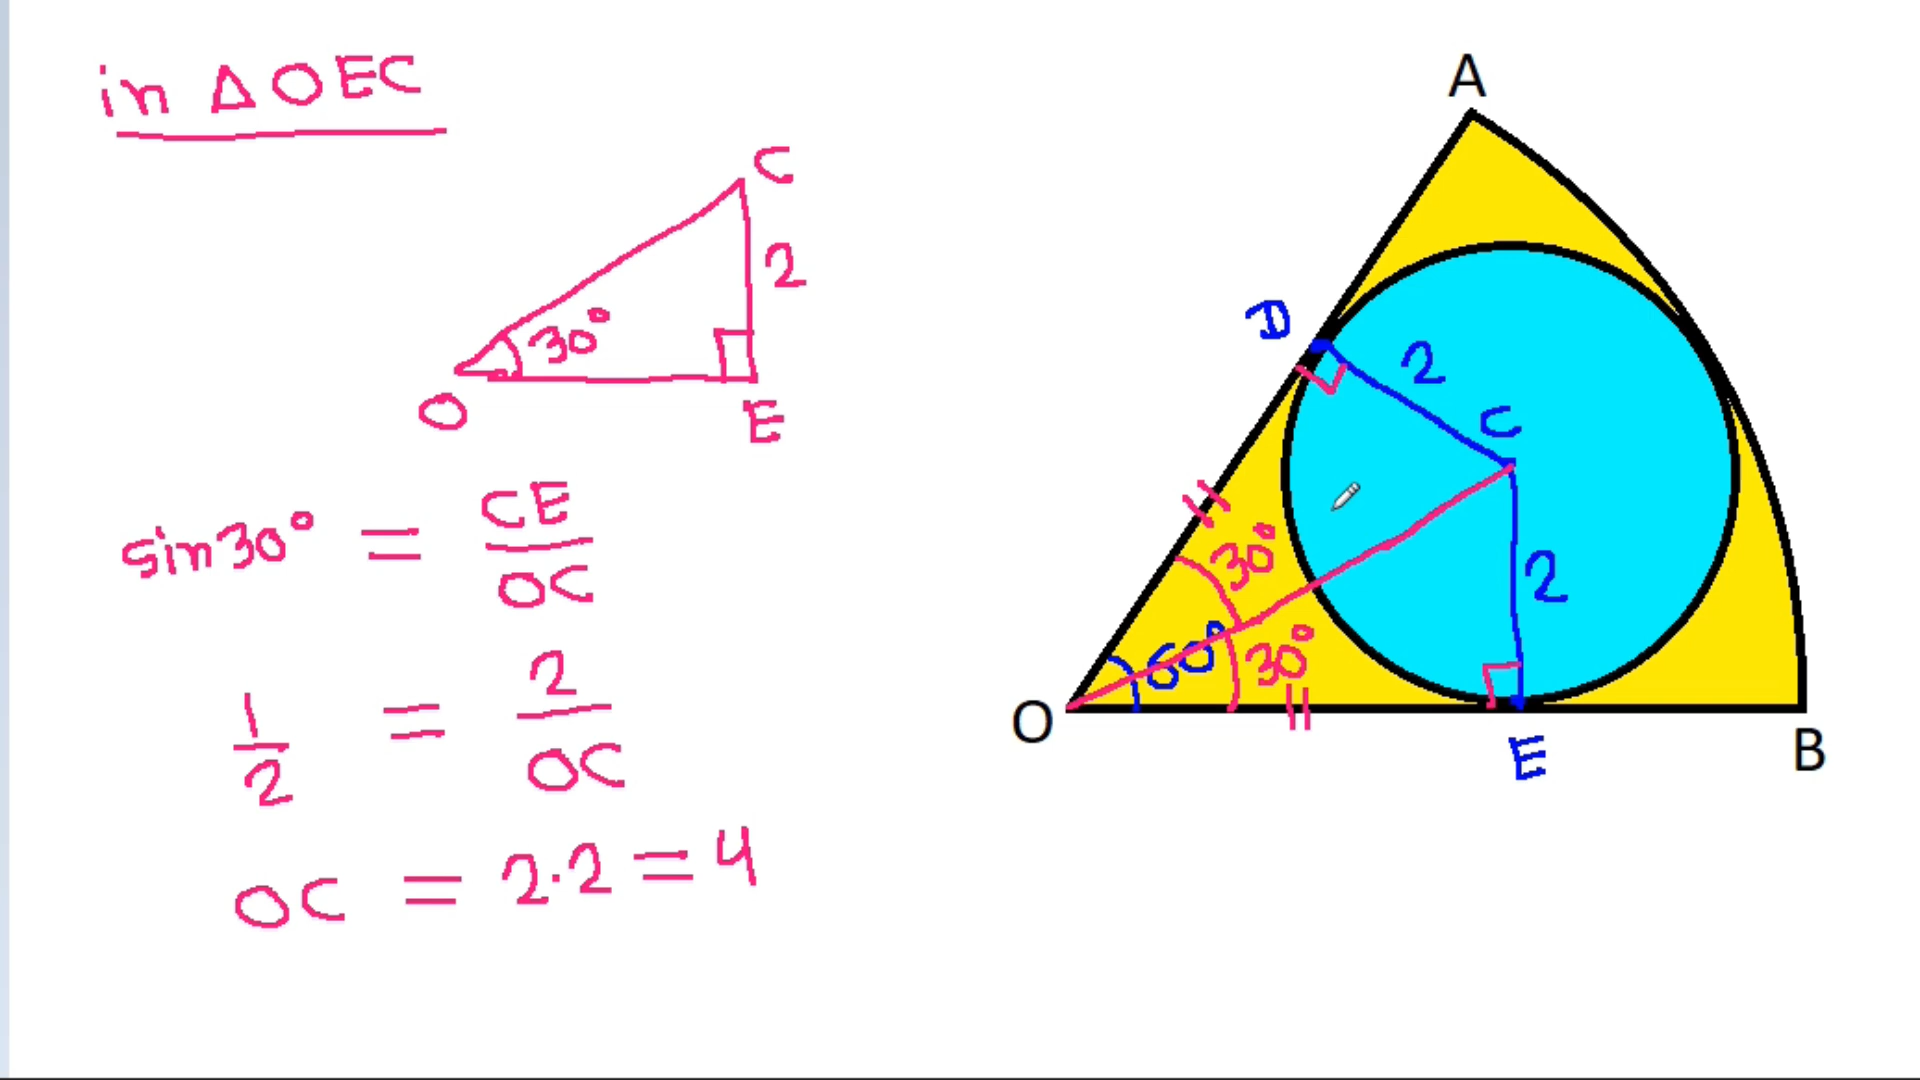 in △OEC
C
2
30°
O
E
sin30° = CE/OC
1/2 = 2/OC
OC = 2·2 = 4
A
D
2
C
30°
2
60°
30°
O
E
B